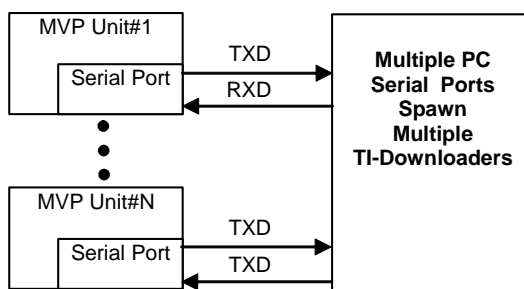 MVP Unit#1
Serial Port
TXD
RXD
MVP Unit#N
Serial Port
TXD
TXD
Multiple PC
Serial Ports
Spawn
Multiple
TI-Downloaders